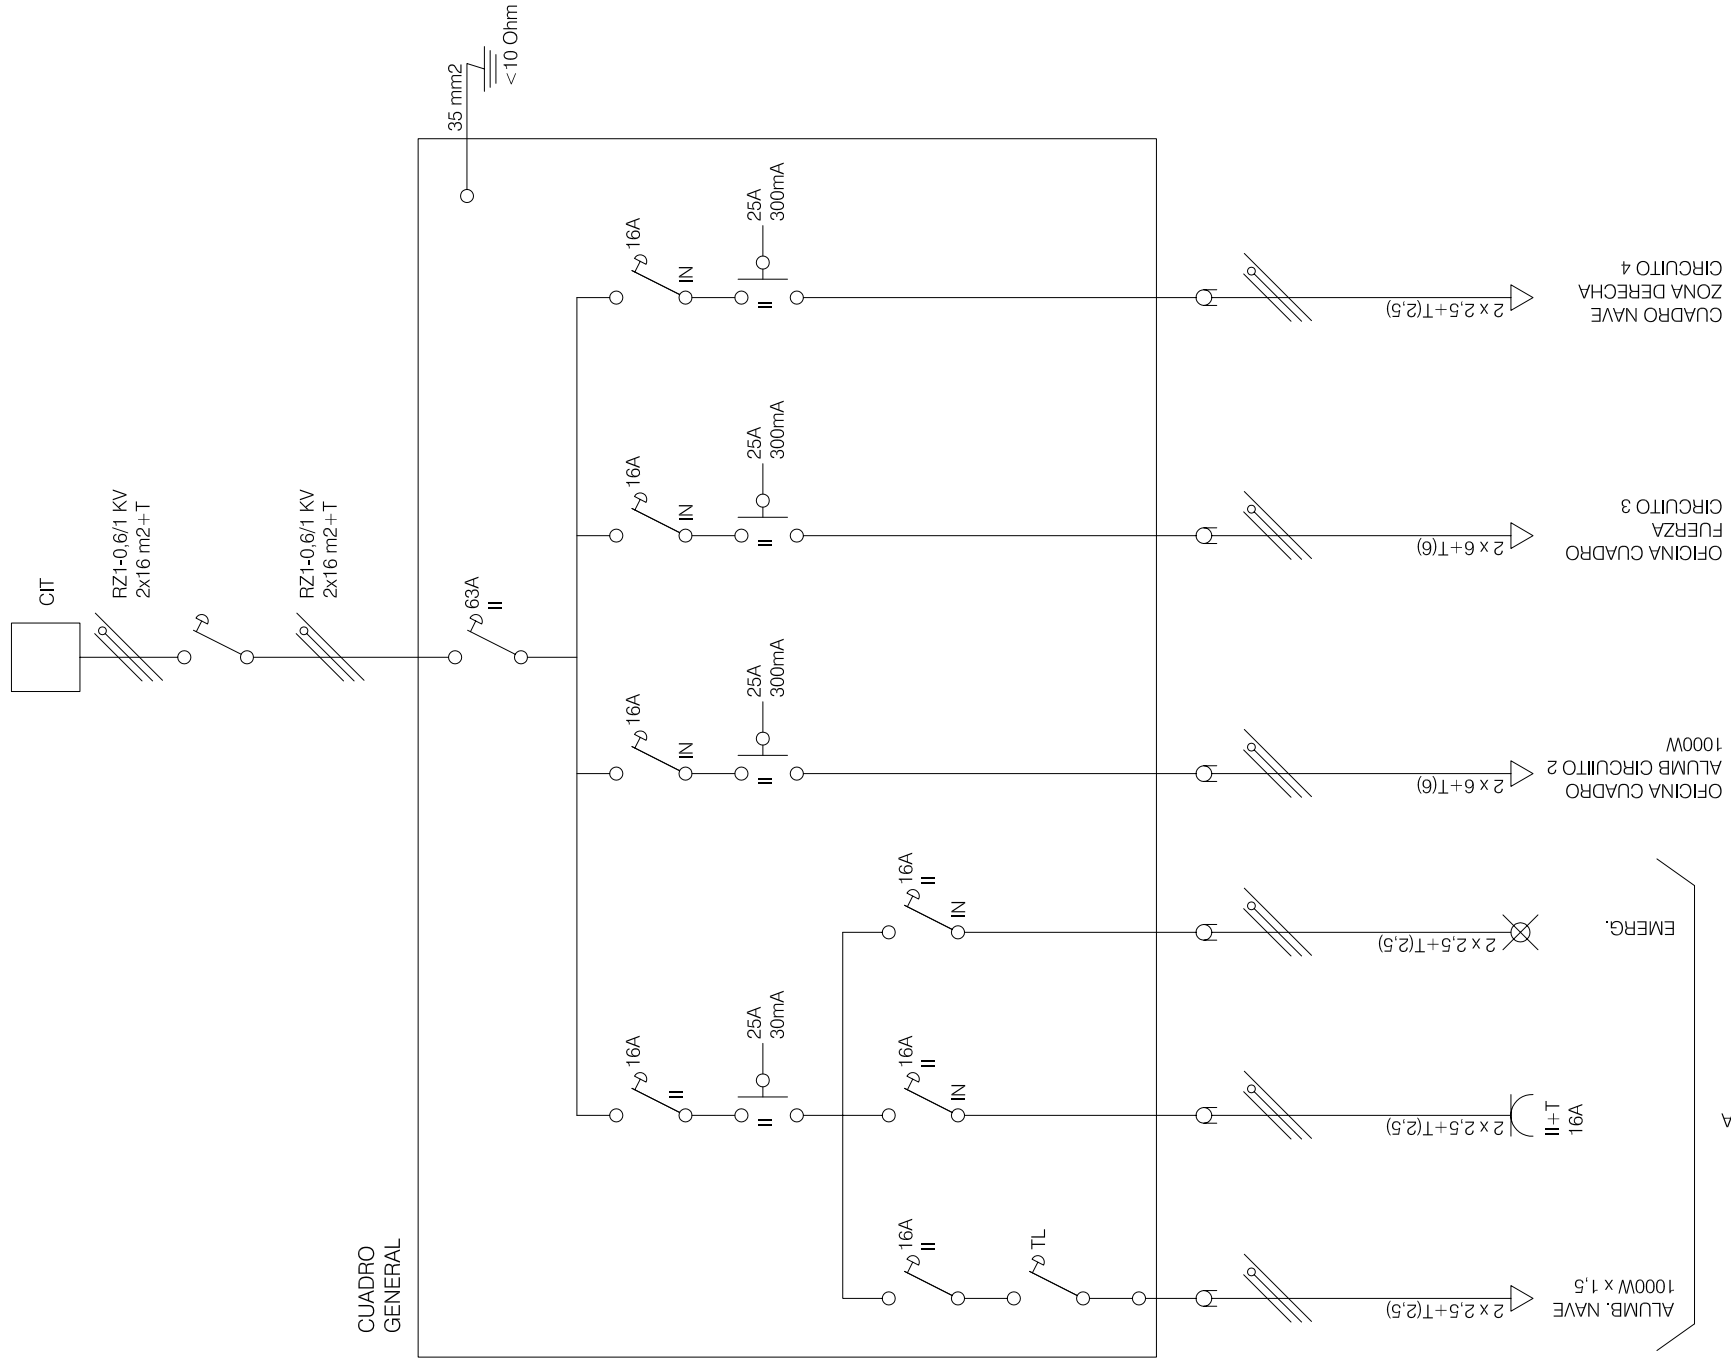 CIT
RZ1-0,6/1 KV
2x16 m2+T
RZ1-0,6/1 KV
2x16 m2+T
35 mm2
<10 Ohm
CUADRO
GENERAL
63A
II
16A
II
25A
30mA
II
16A
IN
25A
300mA
II
16A
IN
25A
300mA
II
16A
IN
25A
300mA
II
16A
II
TL
16A
II
IN
16A
II
IN
2 x 2,5+T(2,5)
2 x 2,5+T(2,5)
2 x 2,5+T(2,5)
2 x 6+T(6)
2 x 6+T(6)
2 x 2,5+T(2,5)
ALUMB. NAVE
1000W x 1,5
II+T
16A
EMERG.
OFICINA CUADRO
ALUMB CIRCUIITO 2
1000W
OFICINA CUADRO
FUERZA
CIRCUITO 3
CUADRO NAVE
ZONA DERECHA
CIRCUITO 4
A